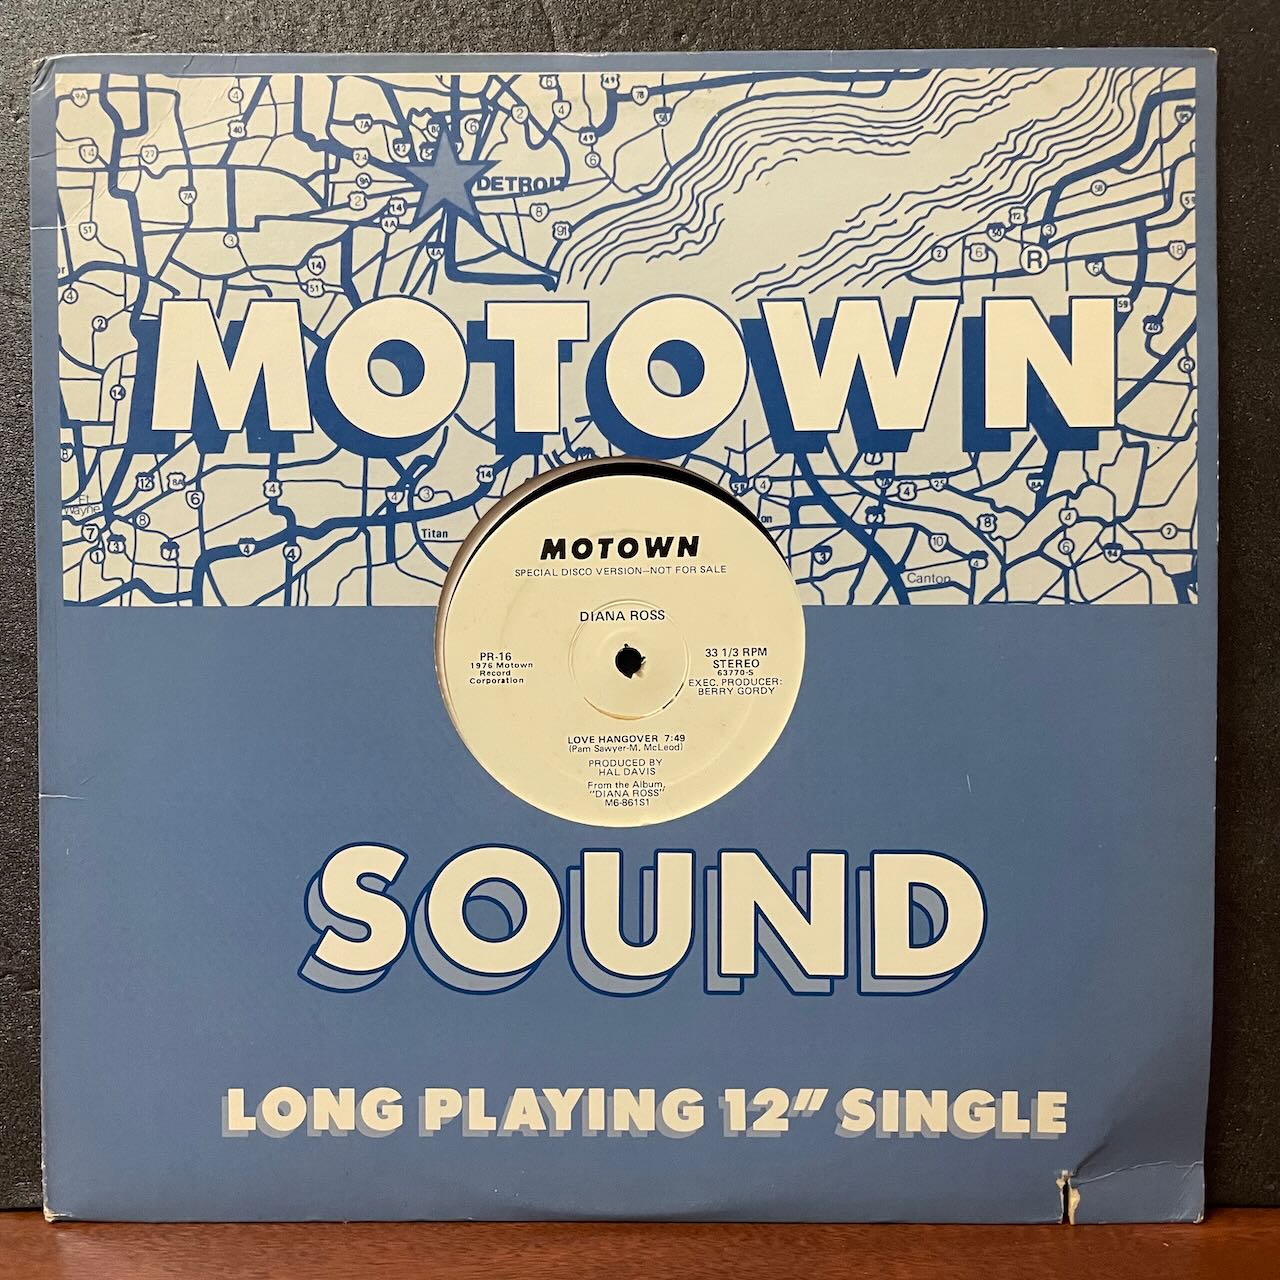 DETROIT
MOTOWN
Ft.
Wayne
Titan
Canton
MOTOWN
SPECIAL DISCO VERSION—NOT FOR SALE
DIANA ROSS
PR-16
1976 Motown
Record
Corporation
33 1/3 RPM
STEREO
63770-S
EXEC. PRODUCER:
BERRY GORDY
LOVE HANGOVER 7:49
(Pam Sawyer-M, McLeod)
PRODUCED BY
HAL DAVIS
From the Album,
"DIANA ROSS"
M6-861S1
SOUND
LONG PLAYING 12" SINGLE